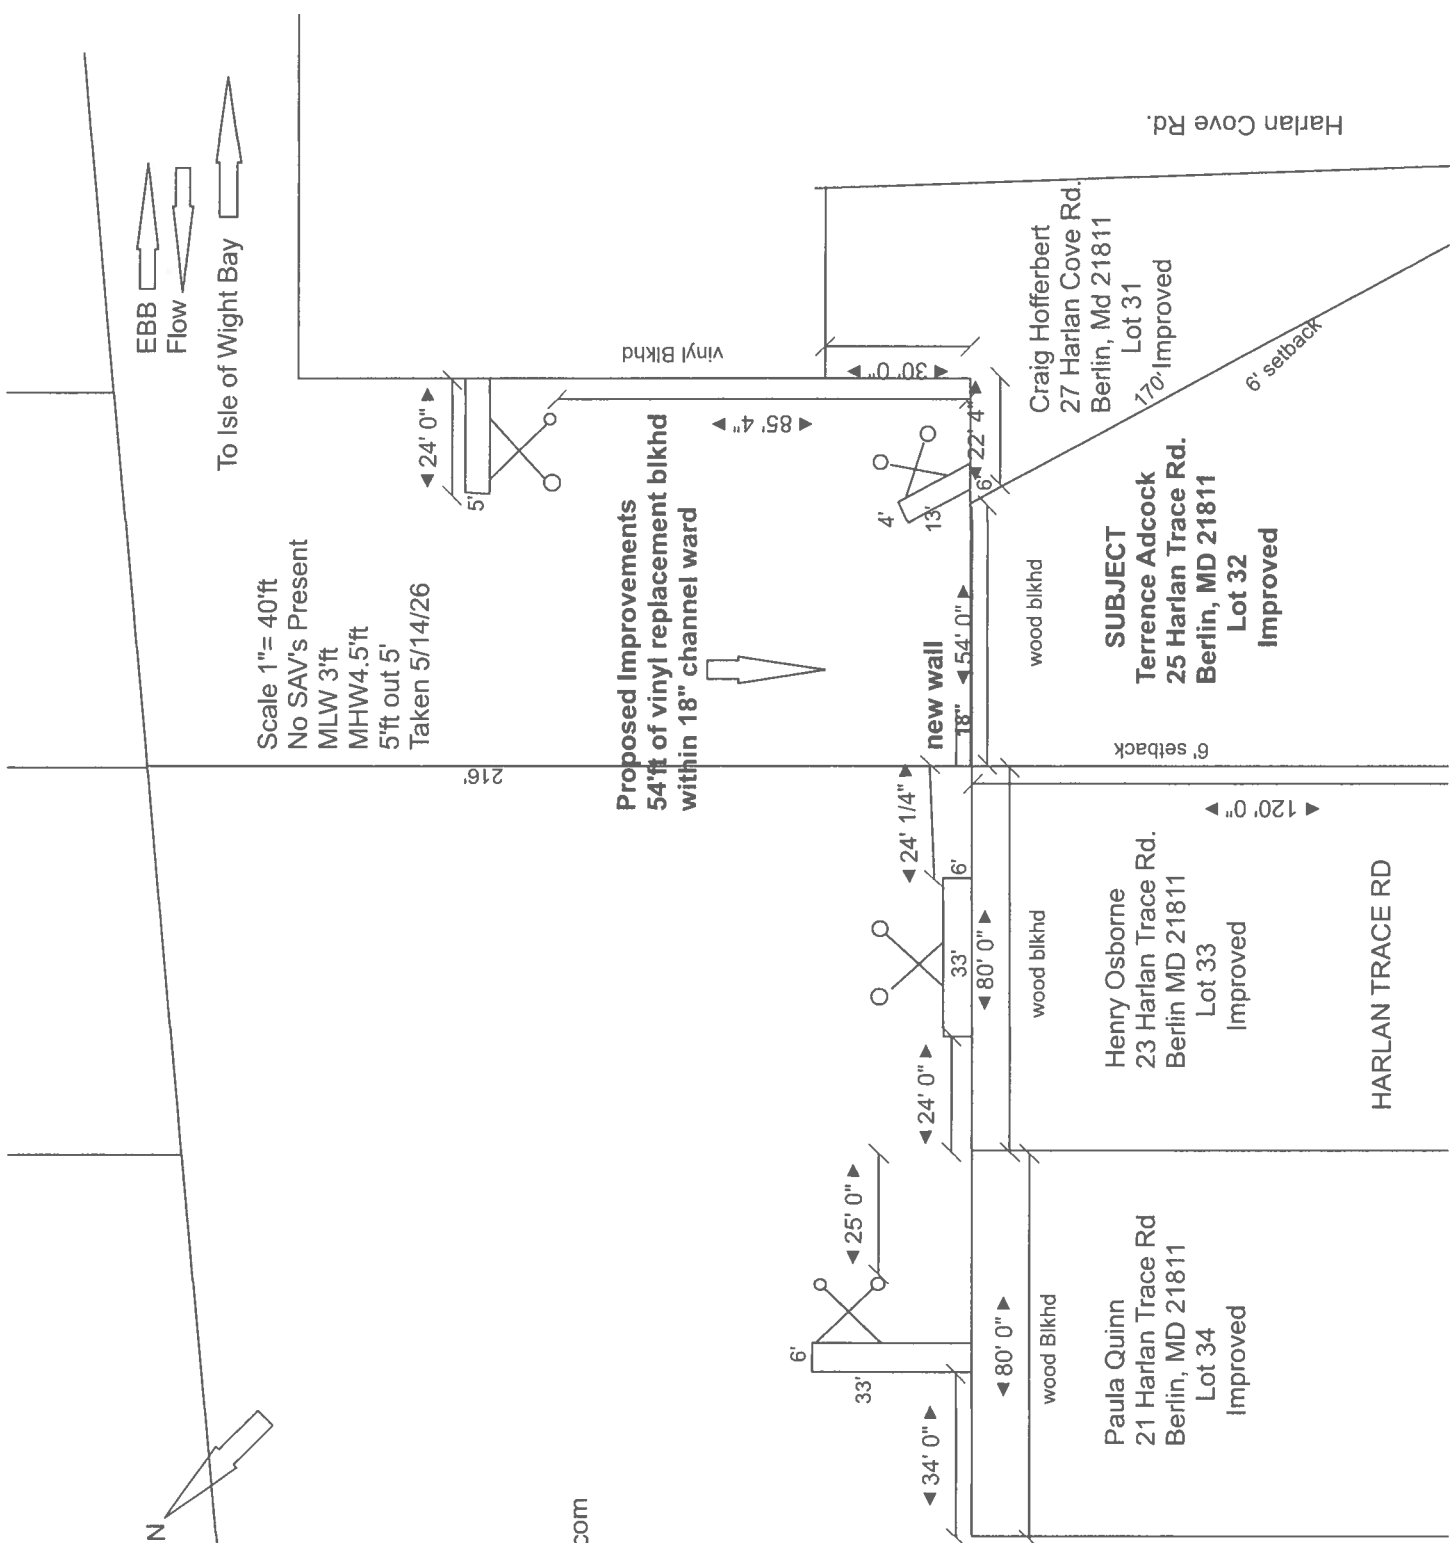 EBB
Flow
To Isle of Wight Bay
Scale 1"= 40'ft
No SAV's Present
MLW 3'ft
MHW4.5'ft
5'ft out 5'
Taken 5/14/26
216'
Proposed Improvements
54'ft of vinyl replacement blkhd
within 18" channel ward
24' 0"
5'
85' 4"
vinyl Blkhd
30' 0"
Harlan Cove Rd.
Craig Hofferbert
27 Harlan Cove Rd.
Berlin, Md 21811
Lot 31
Improved
170'
6' setback
22' 4"
6'
4'
13'
new wall
18"
54' 0"
wood blkhd
SUBJECT
Terrence Adcock
25 Harlan Trace Rd.
Berlin, MD 21811
Lot 32
Improved
6' setback
120' 0"
24' 1/4"
6'
33'
80' 0"
24' 0"
wood blkhd
Henry Osborne
23 Harlan Trace Rd.
Berlin MD 21811
Lot 33
Improved
HARLAN TRACE RD
25' 0"
6'
33'
34' 0"
80' 0"
wood Blkhd
Paula Quinn
21 Harlan Trace Rd
Berlin, MD 21811
Lot 34
Improved
N
com